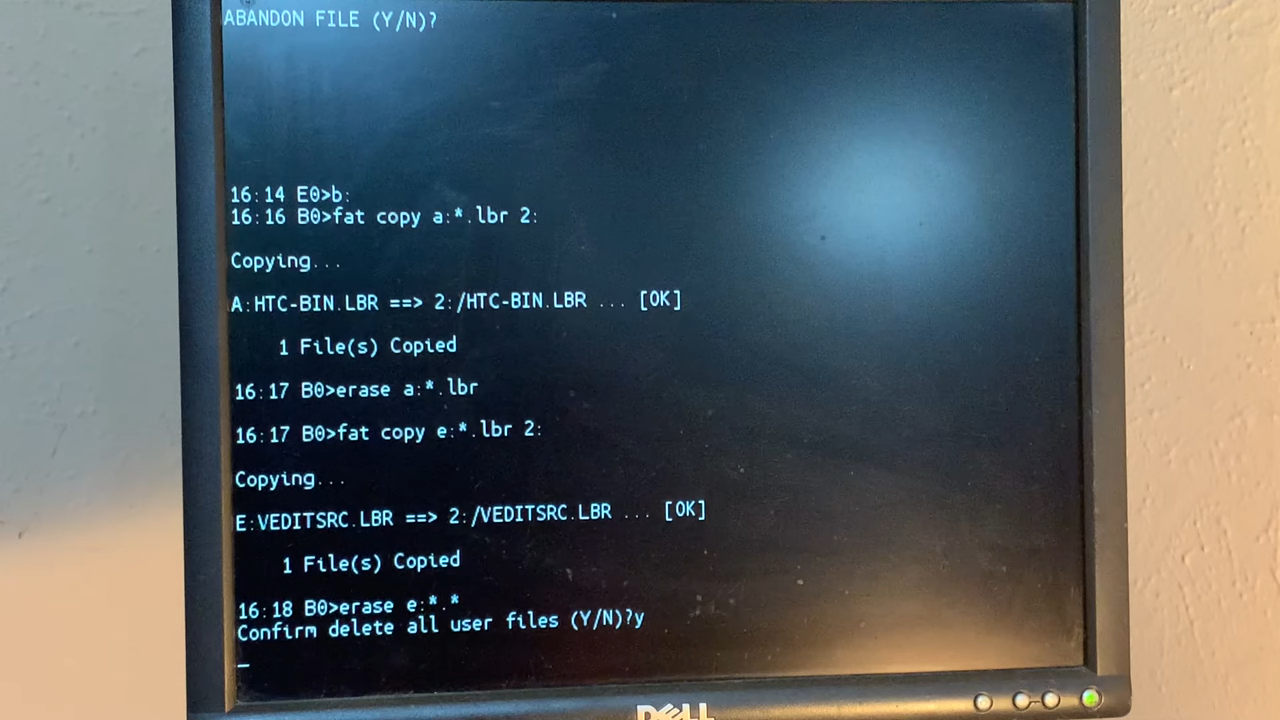 ABANDON FILE (Y/N)?
16:14 E0>b:
16:16 B0>fat copy a:*.lbr 2:
Copying...
A:HTC-BIN.LBR ==> 2:/HTC-BIN.LBR ... [OK]
1 File(s) Copied
16:17 B0>erase a:*.lbr
16:17 B0>fat copy e:*.lbr 2:
Copying...
E:VEDITSRC.LBR ==> 2:/VEDITSRC.LBR ... [OK]
1 File(s) Copied
16:18 B0>erase e:*.*
Confirm delete all user files (Y/N)?y
_
DELL